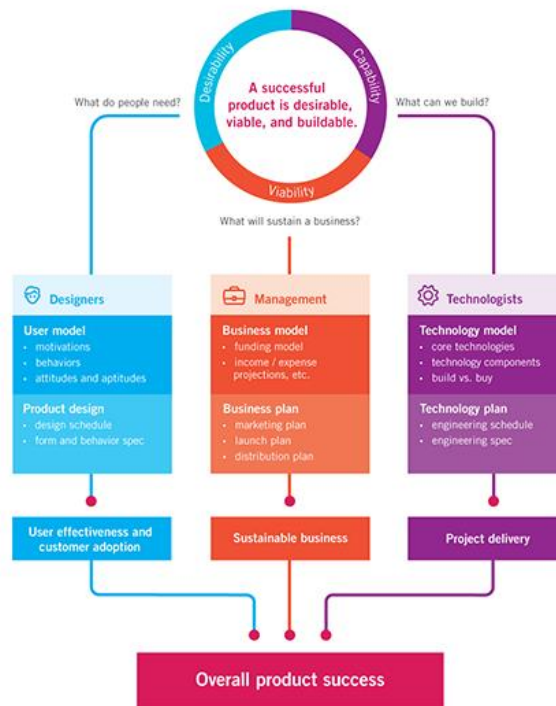 Desirability
Capability
Viability
A successful
product is desirable,
viable, and buildable.
What do people need?
What can we build?
What will sustain a business?
Designers
User model
• motivations
• behaviors
• attitudes and aptitudes
Product design
• design schedule
• form and behavior spec
User effectiveness and
customer adoption
Management
Business model
• funding model
• income / expense
projections, etc.
Business plan
• marketing plan
• launch plan
• distribution plan
Sustainable business
Technologists
Technology model
• core technologies
• technology components
• build vs. buy
Technology plan
• engineering schedule
• engineering spec
Project delivery
Overall product success